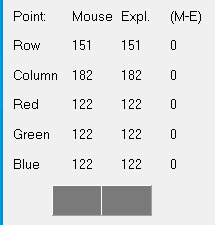 Point: Mouse Expl. (M-E)
Row 151 151 0
Column 182 182 0
Red 122 122 0
Green 122 122 0
Blue 122 122 0